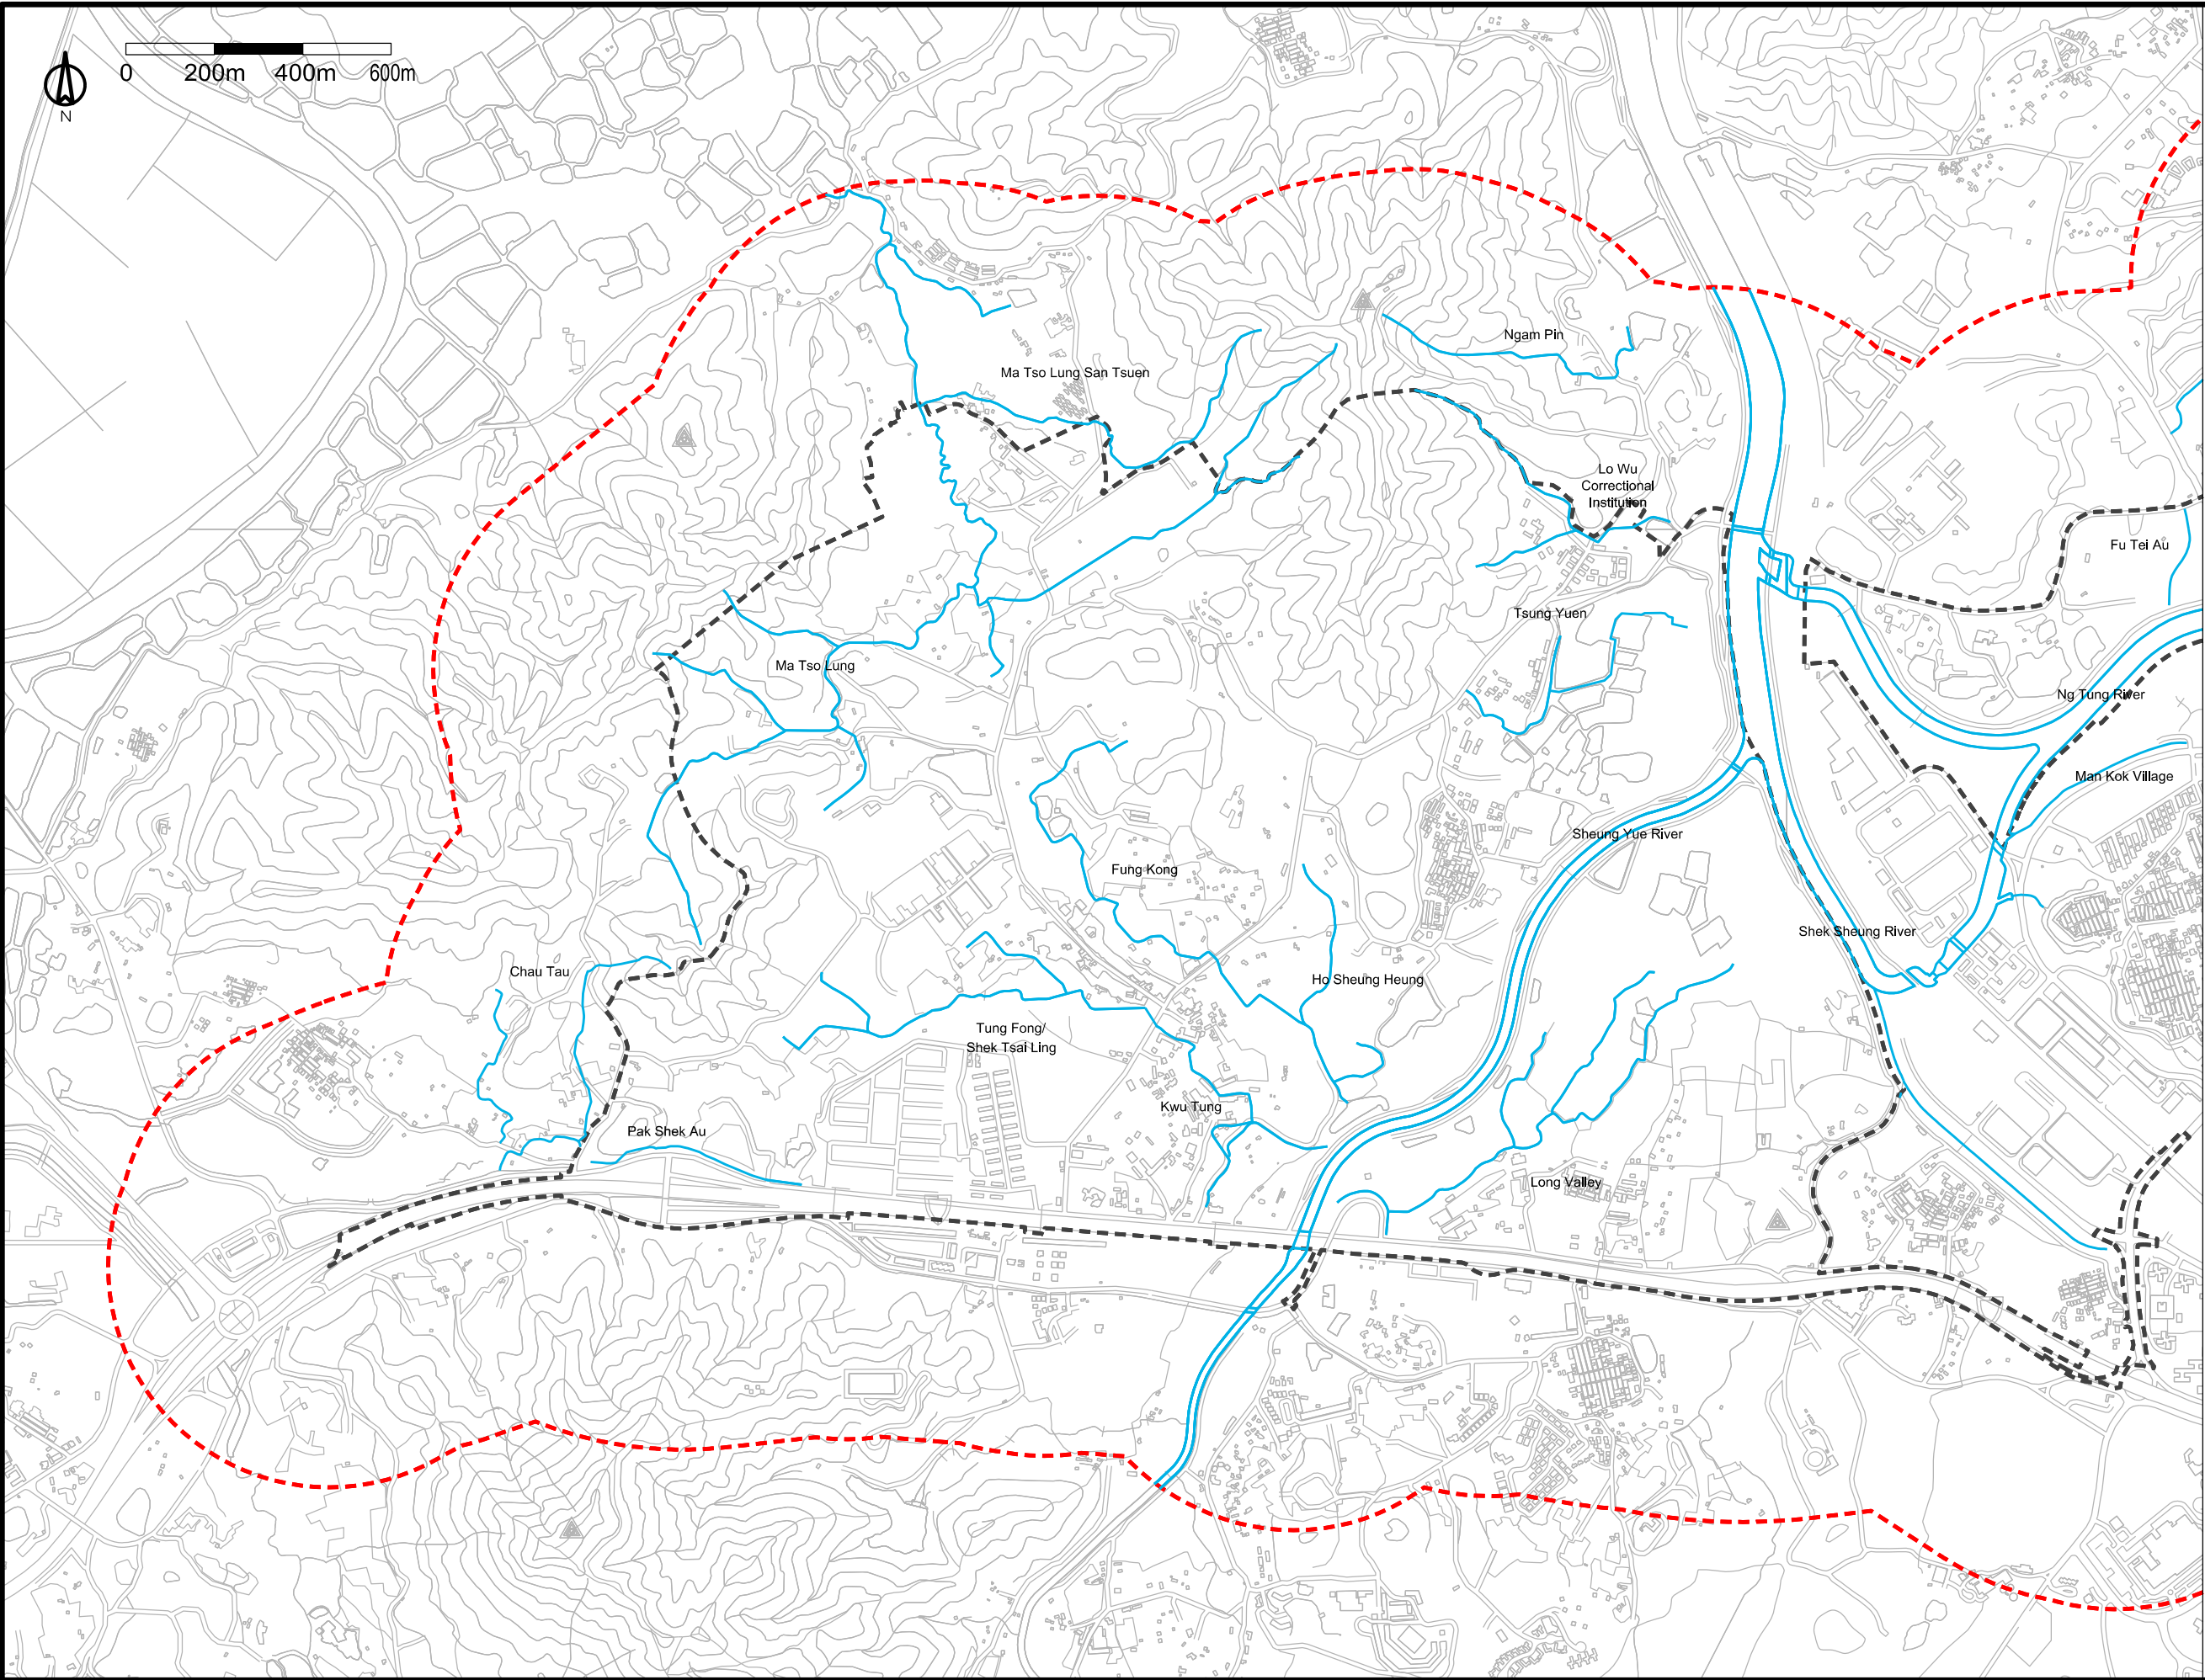 0 200m 400m 600m
N
Ngam Pin
Ma Tso Lung San Tsuen
Lo Wu
Correctional
Institution
Fu Tei Au
Tsung Yuen
Ma Tso Lung
Ng Tung River
Man Kok Village
Sheung Yue River
Fung Kong
Shek Sheung River
Chau Tau
Ho Sheung Heung
Tung Fong/
Shek Tsai Ling
Kwu Tung
Pak Shek Au
Long Valley